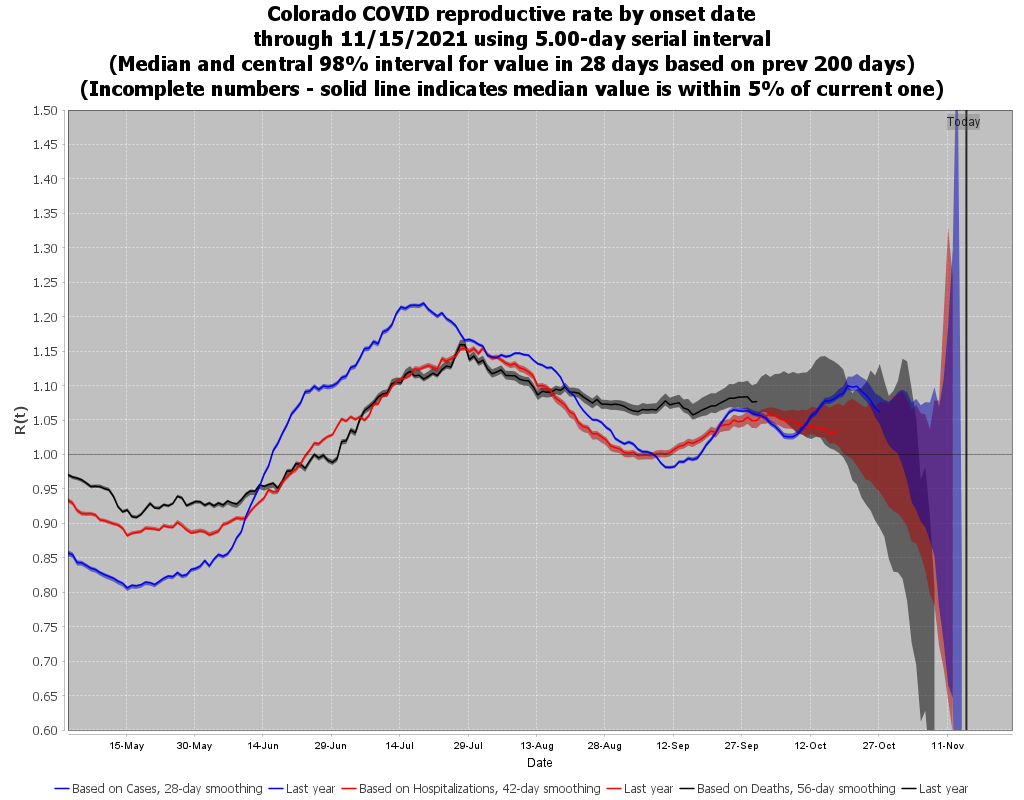 Colorado COVID reproductive rate by onset date
through 11/15/2021 using 5.00-day serial interval
(Median and central 98% interval for value in 28 days based on prev 200 days)
(Incomplete numbers - solid line indicates median value is within 5% of current one)
Today
1.50
1.45
1.40
1.35
1.30
1.25
1.20
1.15
1.10
1.05
1.00
0.95
0.90
0.85
0.80
0.75
0.70
0.65
0.60
R(t)
15-May 30-May 14-Jun 29-Jun 14-Jul 29-Jul 13-Aug 28-Aug 12-Sep 27-Sep 12-Oct 27-Oct 11-Nov
Date
Based on Cases, 28-day smoothing Last year Based on Hospitalizations, 42-day smoothing Last year Based on Deaths, 56-day smoothing Last year